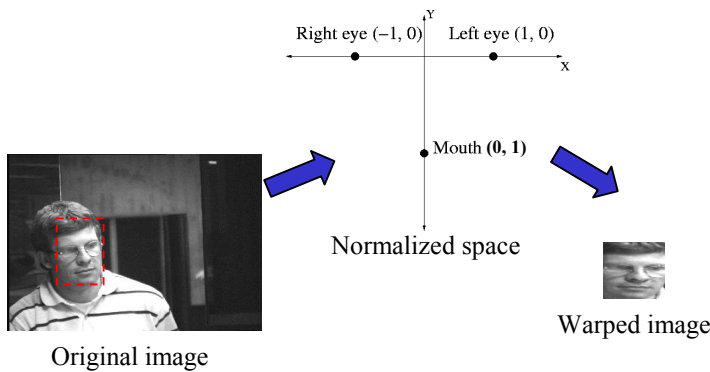 Y
Right eye (−1, 0)
Left eye (1, 0)
X
Mouth (0, 1)
Normalized space
Original image
Warped image